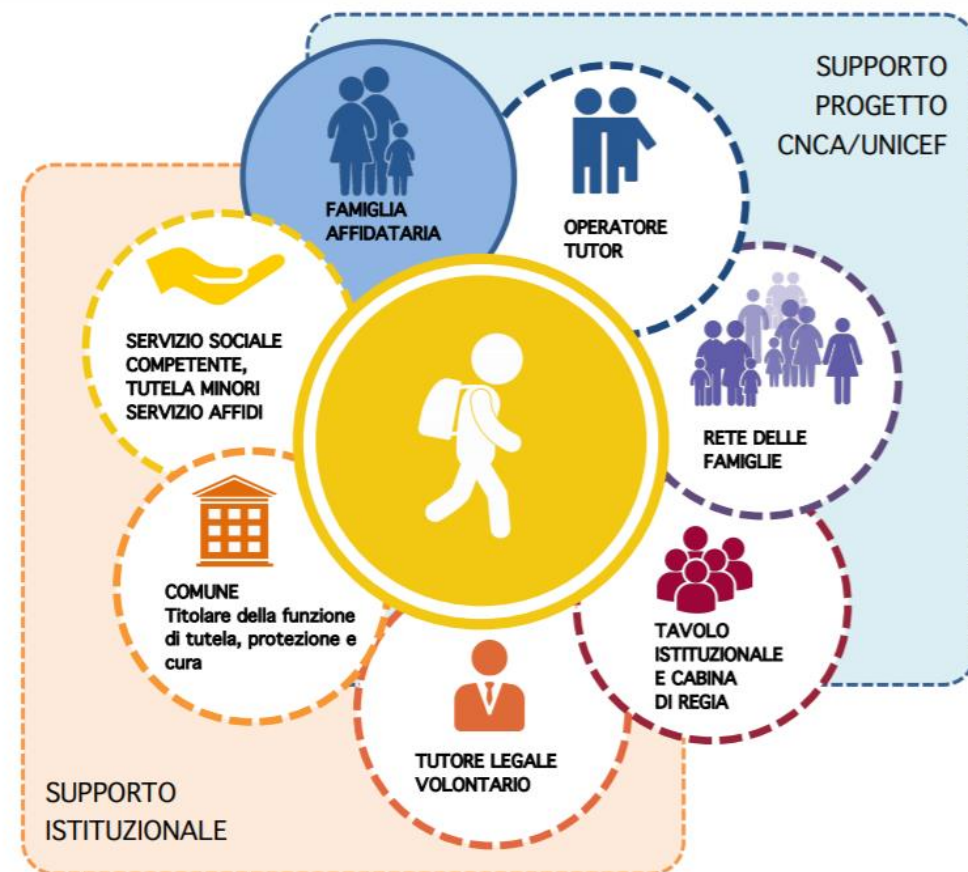 SUPPORTO
PROGETTO
CNCA/UNICEF
FAMIGLIA
AFFIDATARIA
OPERATORE
TUTOR
SERVIZIO SOCIALE
COMPETENTE,
TUTELA MINORI
SERVIZIO AFFIDI
RETE DELLE
FAMIGLIE
COMUNE
Titolare della funzione
di tutela, protezione e
cura
TAVOLO
ISTITUZIONALE
E CABINA
DI REGIA
TUTORE LEGALE
VOLONTARIO
SUPPORTO
ISTITUZIONALE